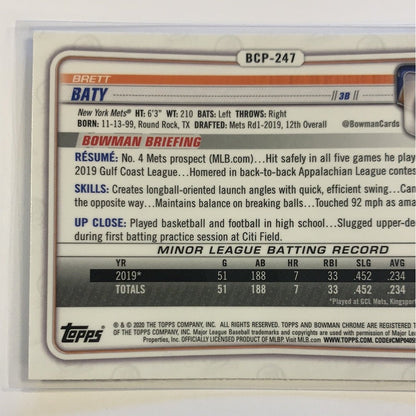 BCP-247
BRETT
BATY
// 3B //
New York Mets® HT: 6'3" WT: 210 BATS: Left THROWS: Right
BORN: 11-13-99, Round Rock, TX DRAFTED: Mets Rd1-2019, 12th Overall
@BowmanCards
BOWMAN BRIEFING
RÉSUMÉ: No. 4 Mets prospect (MLB.com)...Hit safely in all five games he play
2019 Gulf Coast League...Homered in back-to-back Appalachian League contes
SKILLS: Creates longball-oriented launch angles with quick, efficient swing...Can
the opposite way...Maintains balance on breaking balls...Touched 92 mph as ama
UP CLOSE: Played basketball and football in high school...Slugged upper-dec
during first batting practice session at Citi Field.
MINOR LEAGUE BATTING RECORD
YR G AB HR RBI SLG AVG
2019* 51 188 7 33 .452 .234
TOTALS 51 188 7 33 .452 .234
*Played at GCL Mets, Kingspor
topps
® & © 2020 THE TOPPS COMPANY, INC. ALL RIGHTS RESERVED. TOPPS AND BOWMAN CHROME ARE REGISTERED
OF THE TOPPS COMPANY, INC. Major League Baseball trademarks and copyrights are used with permission of Major
Properties, Inc. OFFICIALLY LICENSED PRODUCT OF MLBP. Visit MLB.com WWW.TOPPS.COM. CODE#CMP0405